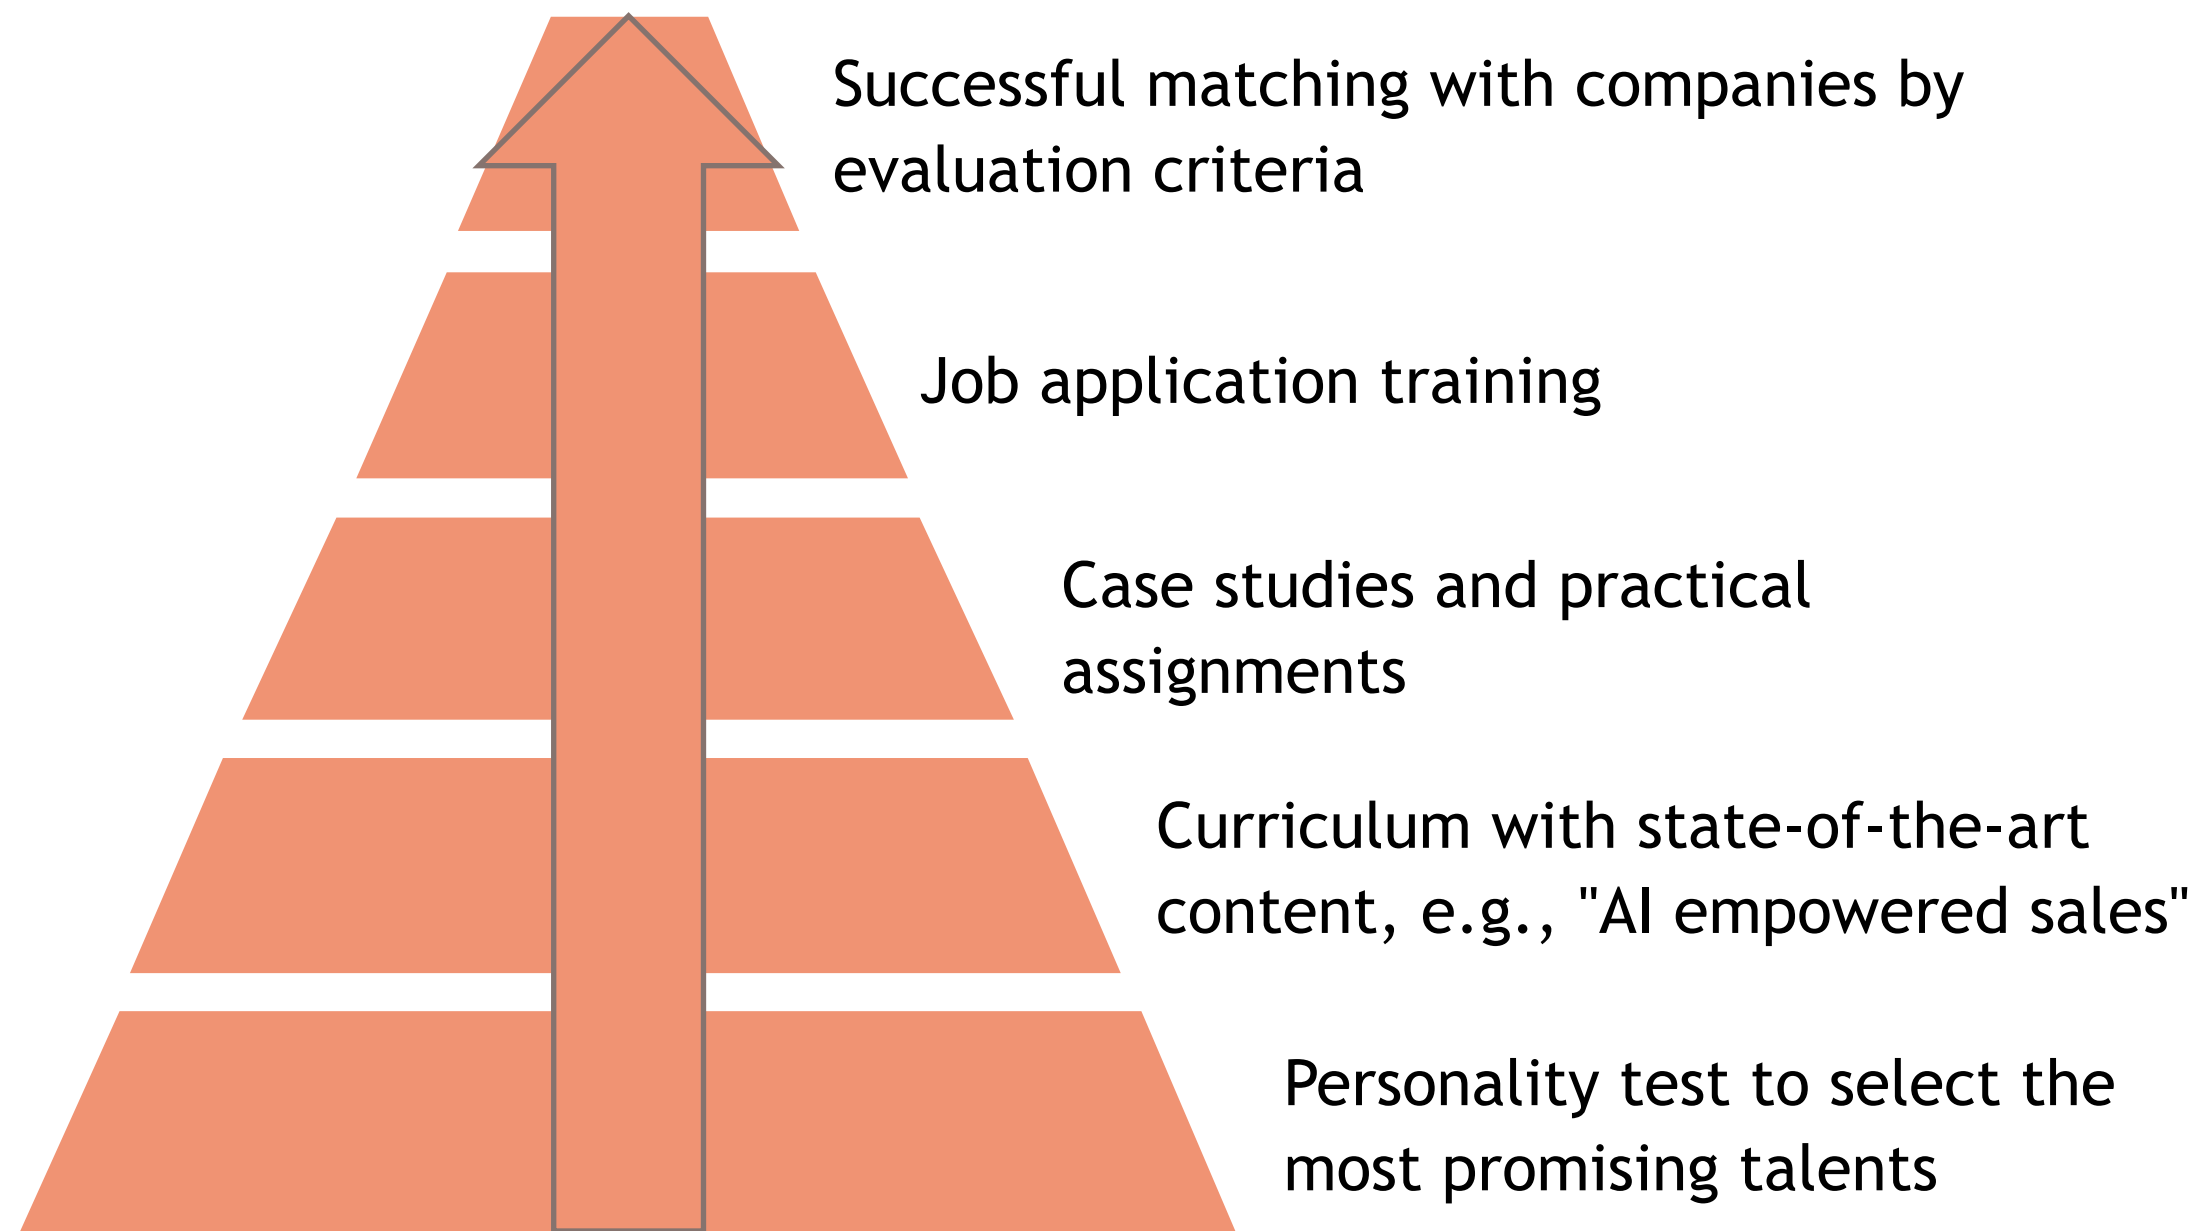 Successful matching with companies by
evaluation criteria
Job application training
Case studies and practical
assignments
Curriculum with state-of-the-art
content, e.g., "AI empowered sales"
Personality test to select the
most promising talents